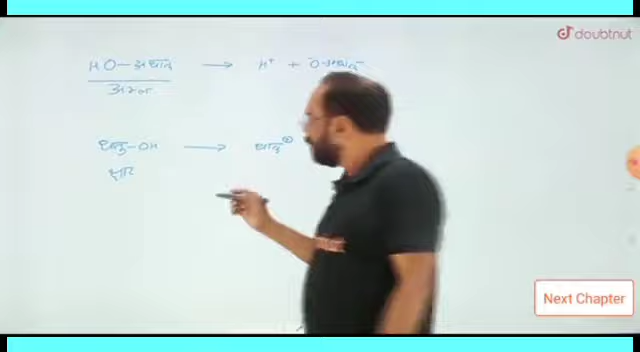 doubtnut
HO-अधातु → H⁺ + O⁻-अधातु
अम्ल
धातु-OH → धातु⊕
क्षार
Next Chapter